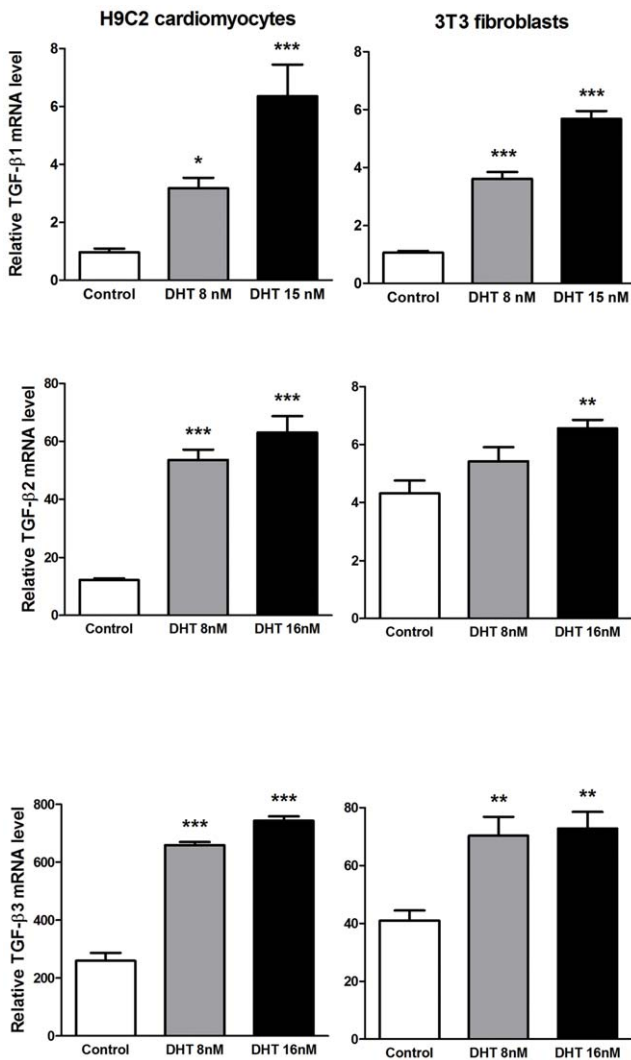 H9C2 cardiomyocytes
3T3 fibroblasts
Relative TGF-β1 mRNA level
8
6
4
2
0
*
***
Control
DHT 8 nM
DHT 15 nM
8
6
4
2
0
***
***
Control
DHT 8 nM
DHT 15 nM
Relative TGF-β2 mRNA level
80
60
40
20
0
***
***
Control
DHT 8nM
DHT 16nM
8
6
4
2
0
**
Control
DHT 8nM
DHT 16nM
Relative TGF-β3 mRNA level
800
600
400
200
0
***
***
Control
DHT 8nM
DHT 16nM
80
60
40
20
0
**
**
Control
DHT 8nM
DHT 16nM